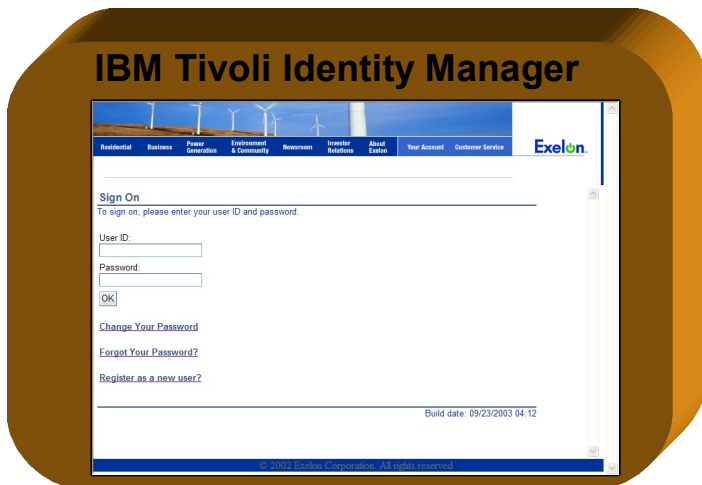 IBM Tivoli Identity Manager
Residential Business Power Generation Environment & Community Newsroom Investor Relations About Exelon Your Account Customer Service
Exelon.
Sign On
To sign on, please enter your user ID and password.
User ID:
Password:
OK
Change Your Password
Forgot Your Password?
Register as a new user?
Build date: 09/23/2003 04:12
© 2002 Exelon Corporation. All rights reserved